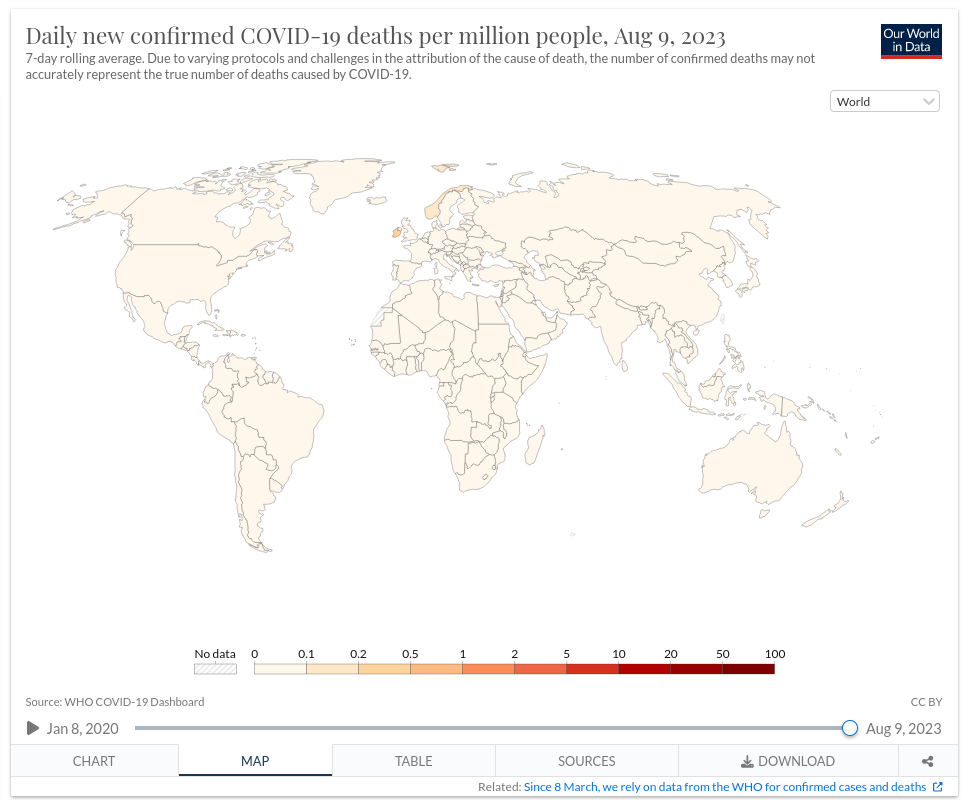 Daily new confirmed COVID-19 deaths per million people, Aug 9, 2023
Our World
in Data
7-day rolling average. Due to varying protocols and challenges in the attribution of the cause of death, the number of confirmed deaths may not
accurately represent the true number of deaths caused by COVID-19.
World
No data 0 0.1 0.2 0.5 1 2 5 10 20 50 100
Source: WHO COVID-19 Dashboard CC BY
Jan 8, 2020 Aug 9, 2023
CHART MAP TABLE SOURCES DOWNLOAD
Related: Since 8 March, we rely on data from the WHO for confirmed cases and deaths